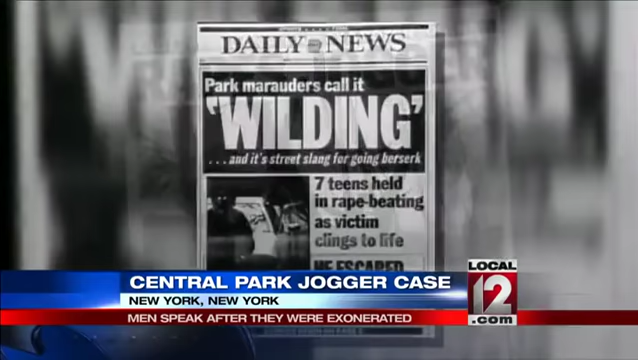 DAILY NEWS
Park marauders call it
'WILDING'
...and it's street slang for going berserk
7 teens held
in rape-beating
as victim
clings to life
HE ESCAPED
CENTRAL PARK JOGGER CASE
NEW YORK, NEW YORK
MEN SPEAK AFTER THEY WERE EXONERATED
LOCAL
12
.com